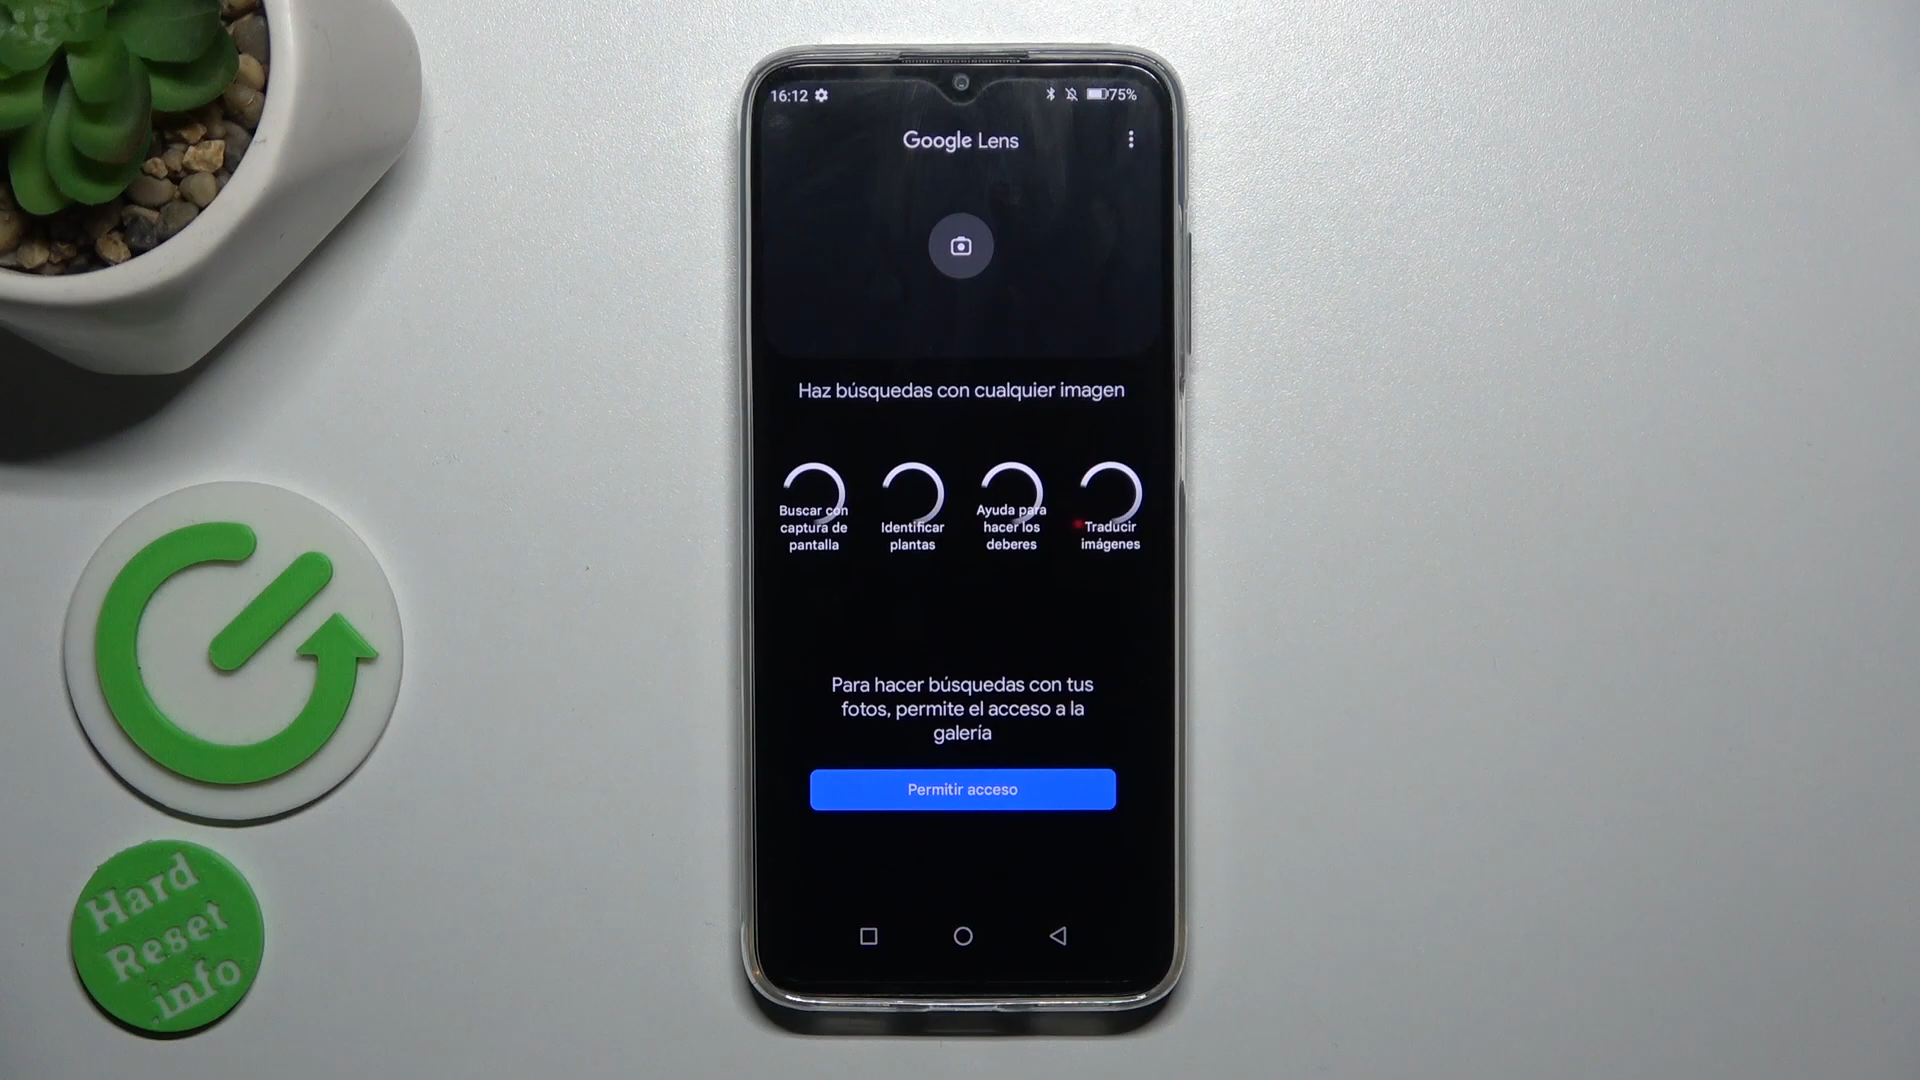 16:12
75%
Google Lens
Haz búsquedas con cualquier imagen
Buscar con
captura de
pantalla
Identificar
plantas
Ayuda para
hacer los
deberes
Traducir
imágenes
Para hacer búsquedas con tus
fotos, permite el acceso a la
galería
Permitir acceso
Hard
Reset
.info